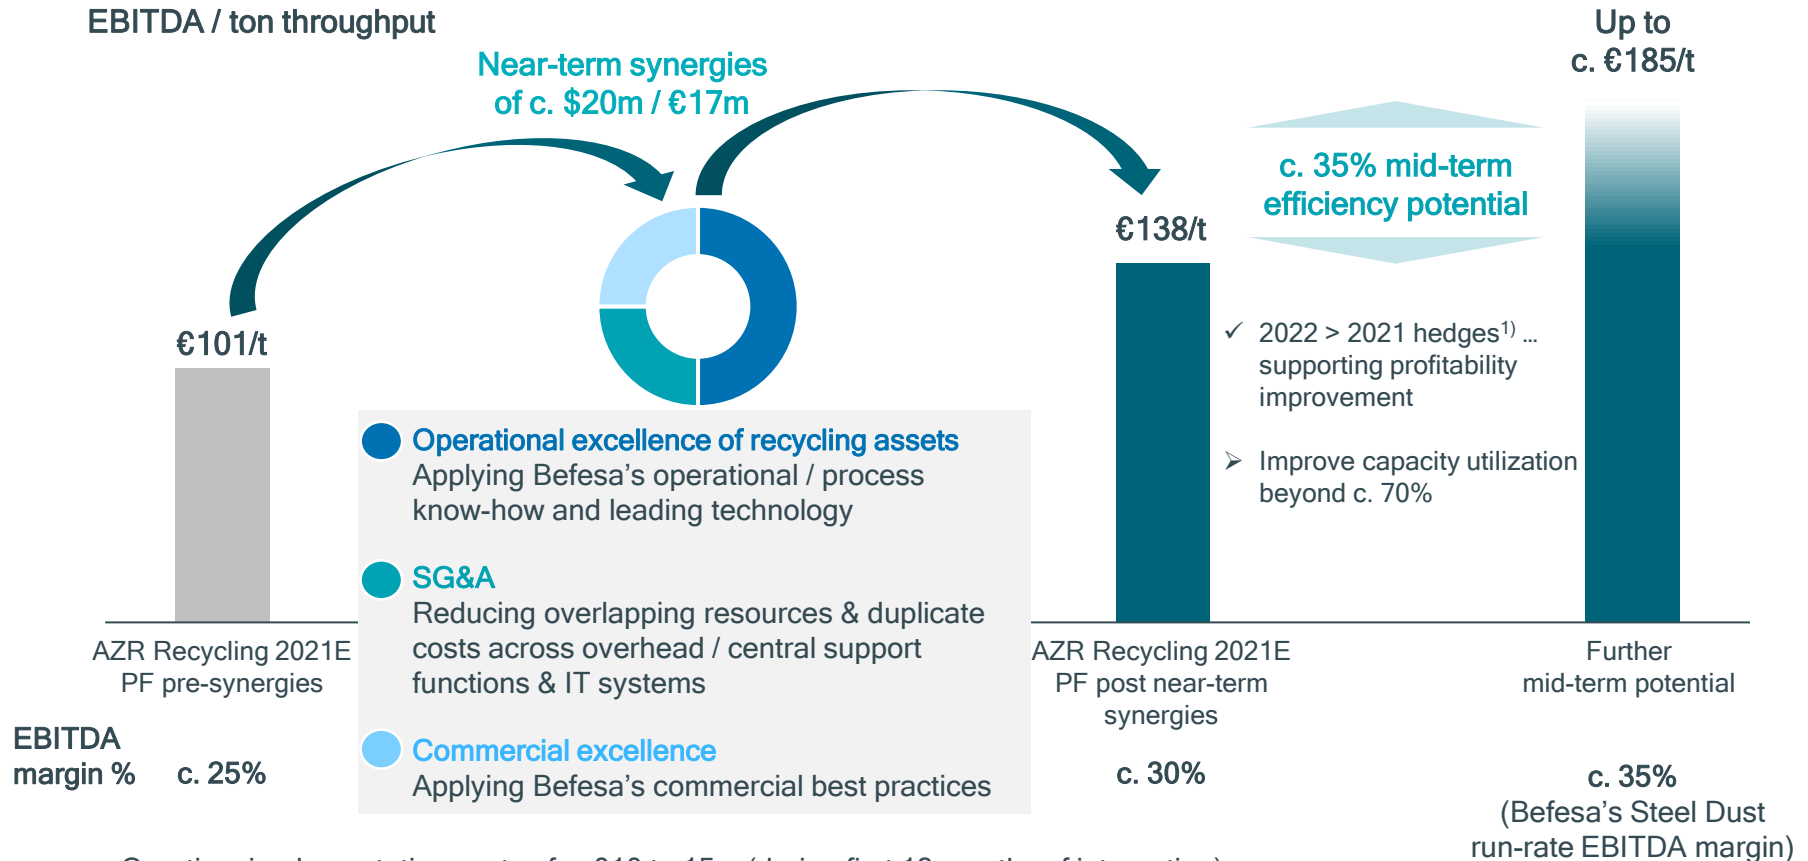 EBITDA / ton throughput
Near-term synergies
of c. $20m / €17m
Up to
c. €185/t
c. 35% mid-term
efficiency potential
€138/t
€101/t
✓ 2022 > 2021 hedges1) ...
supporting profitability
improvement
➢ Improve capacity utilization
beyond c. 70%
Operational excellence of recycling assets
Applying Befesa's operational / process
know-how and leading technology
SG&A
Reducing overlapping resources & duplicate
costs across overhead / central support
functions & IT systems
Commercial excellence
Applying Befesa's commercial best practices
AZR Recycling 2021E
PF pre-synergies
AZR Recycling 2021E
PF post near-term
synergies
Further
mid-term potential
EBITDA
margin %
c. 25%
c. 30%
c. 35%
(Befesa's Steel Dust
run-rate EBITDA margin)